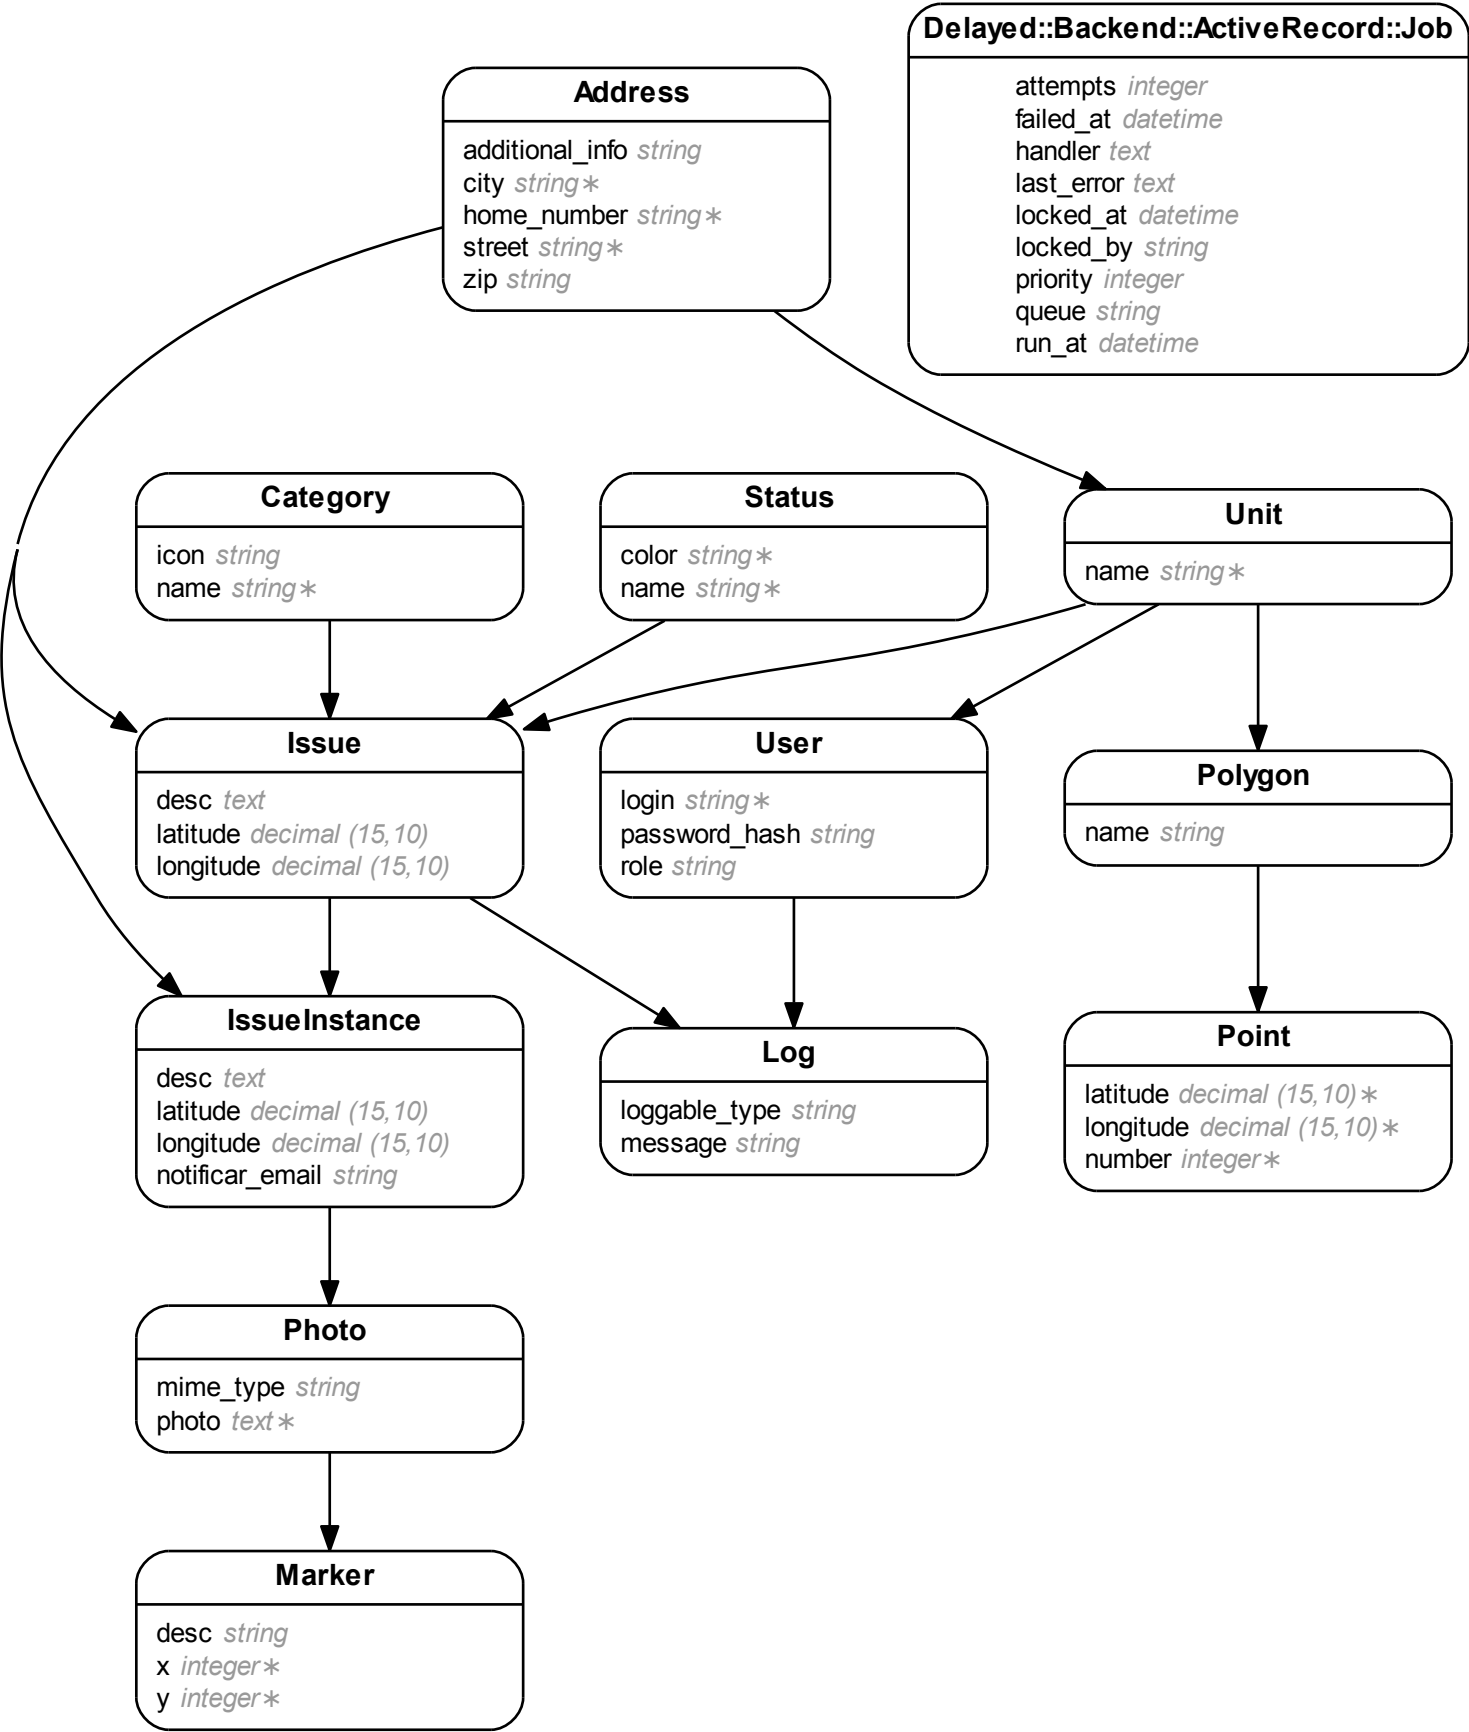 Delayed::Backend::ActiveRecord::Job
attempts integer
failed_at datetime
handler text
last_error text
locked_at datetime
locked_by string
priority integer
queue string
run_at datetime
Address
additional_info string
city string∗
home_number string∗
street string∗
zip string
Category
icon string
name string∗
Status
color string∗
name string∗
Unit
name string∗
Issue
desc text
latitude decimal (15,10)
longitude decimal (15,10)
User
login string∗
password_hash string
role string
Polygon
name string
IssueInstance
desc text
latitude decimal (15,10)
longitude decimal (15,10)
notificar_email string
Log
loggable_type string
message string
Point
latitude decimal (15,10)∗
longitude decimal (15,10)∗
number integer∗
Photo
mime_type string
photo text∗
Marker
desc string
x integer∗
y integer∗